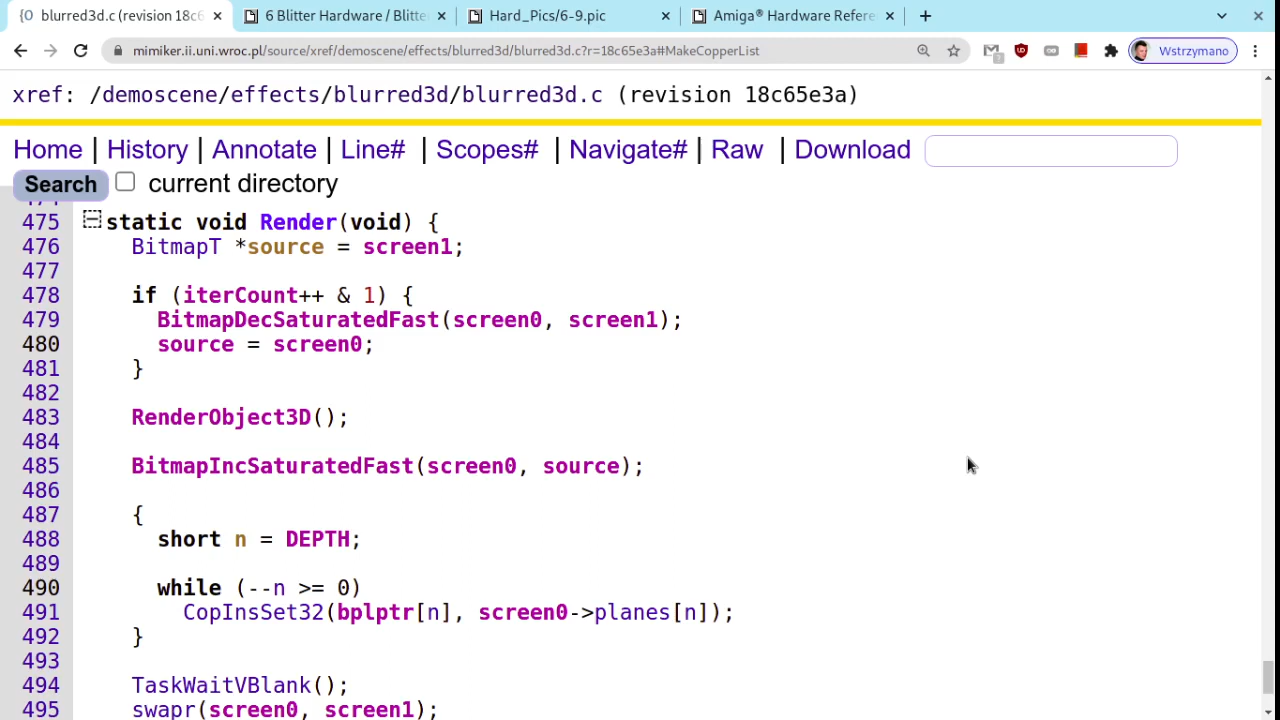 blurred3d.c (revision 18c6
6 Blitter Hardware / Blitte
Hard_Pics/6-9.pic
Amiga® Hardware Refere
mimiker.ii.uni.wroc.pl/source/xref/demoscene/effects/blurred3d/blurred3d.c?r=18c65e3a#MakeCopperList
Wstrzymano
xref: /demoscene/effects/blurred3d/blurred3d.c (revision 18c65e3a)
Home | History | Annotate | Line# | Scopes# | Navigate# | Raw | Download
Search current directory
475 static void Render(void) {
476 BitmapT *source = screen1;
477
478 if (iterCount++ & 1) {
479 BitmapDecSaturatedFast(screen0, screen1);
480 source = screen0;
481 }
482
483 RenderObject3D();
484
485 BitmapIncSaturatedFast(screen0, source);
486
487 {
488 short n = DEPTH;
489
490 while (--n >= 0)
491 CopInsSet32(bplptr[n], screen0->planes[n]);
492 }
493
494 TaskWaitVBlank();
495 swapr(screen0, screen1);